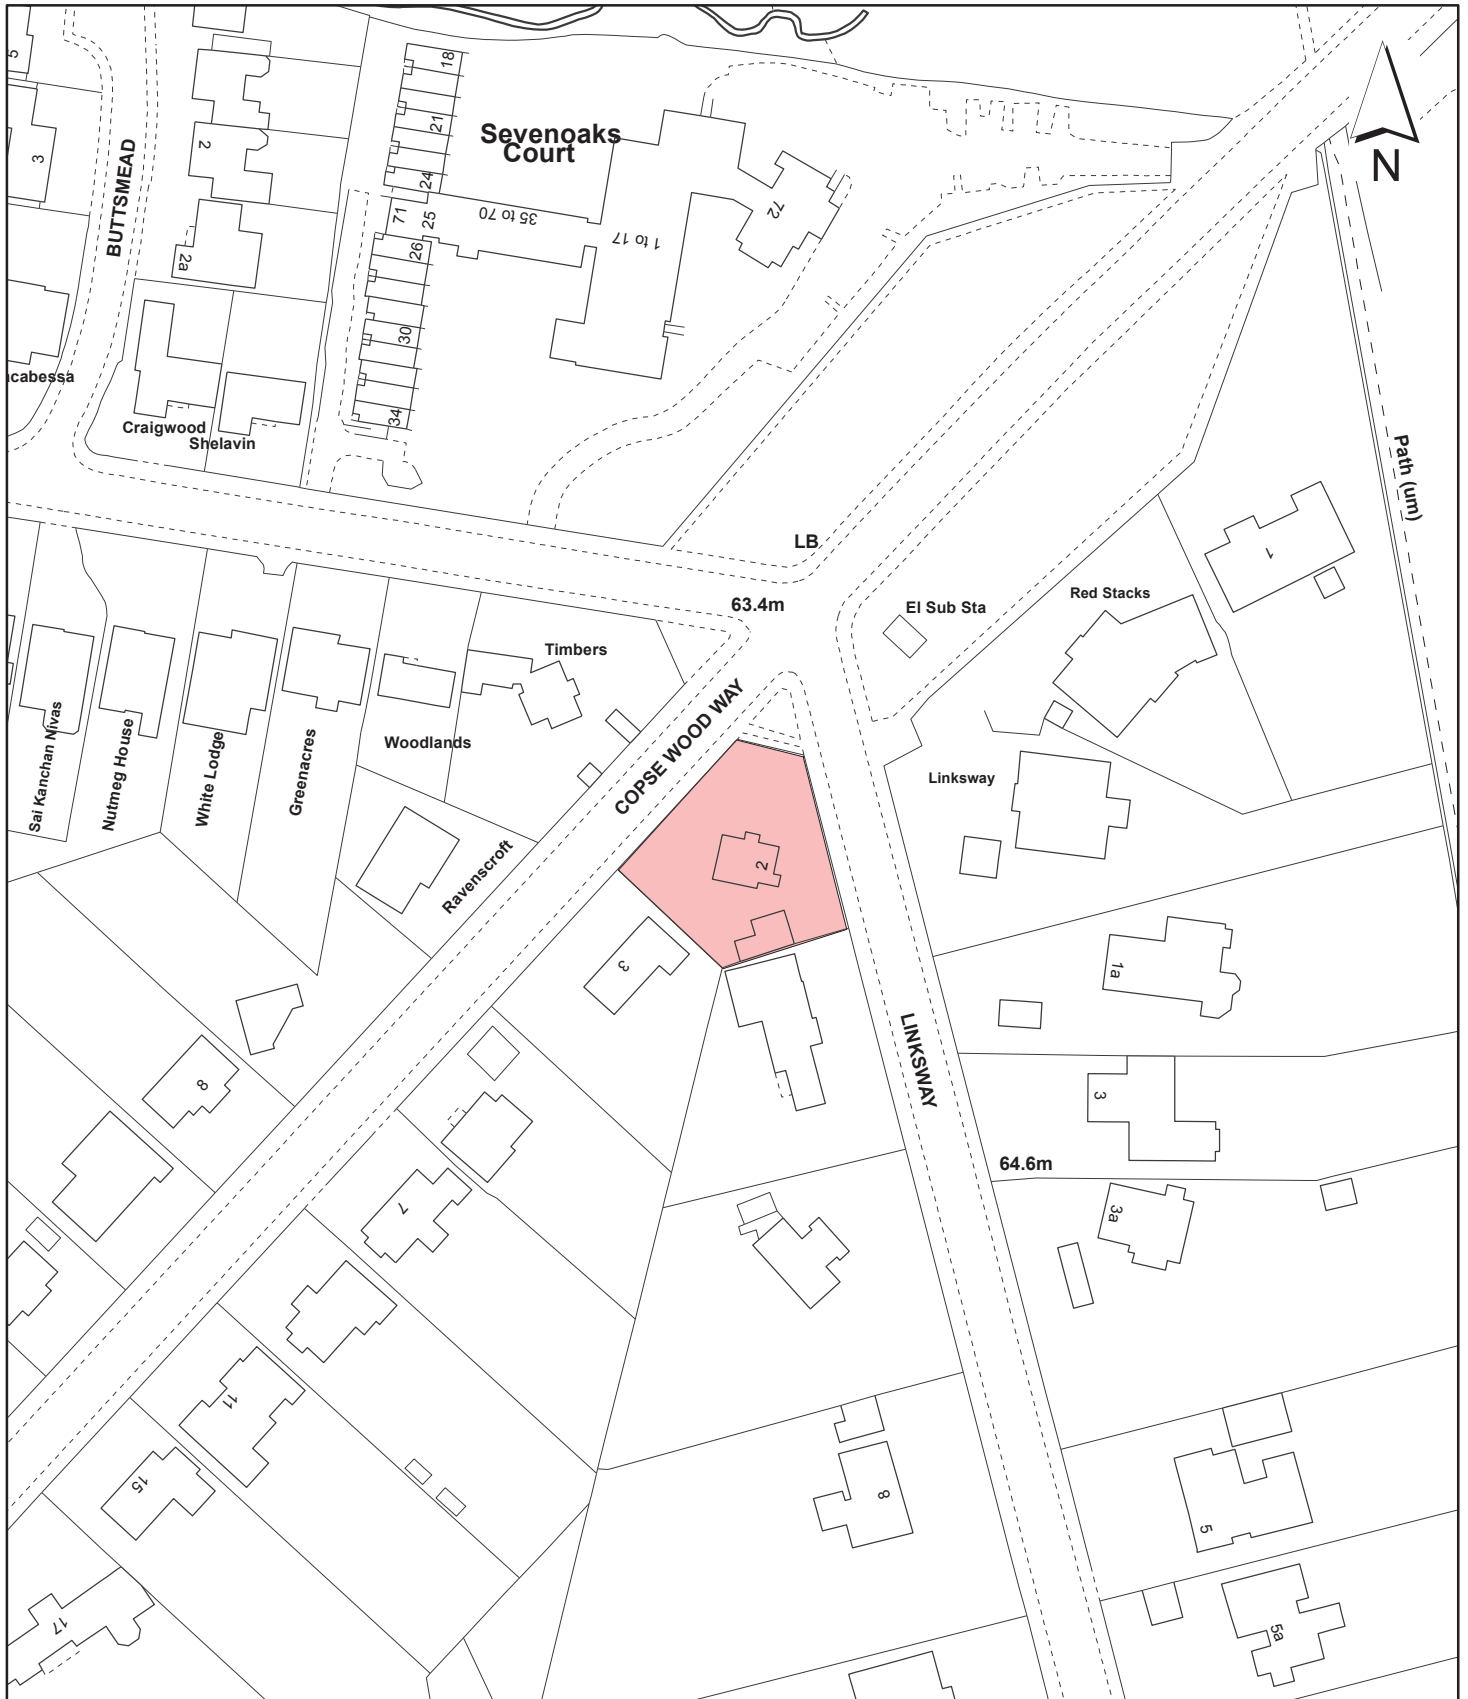 5
18
3
BUTTSMEAD
2
21
Sevenoaks
Court
24
71
25
35 to 70
1 to 17
72
N
2a
26
30
34
cabessa
Craigwood
Shelavin
Path (um)
LB
63.4m
El Sub Sta
Red Stacks
1
Timbers
Sai Kanchan Nivas
Nutmeg House
White Lodge
Greenacres
Woodlands
COPSE WOOD WAY
Linksway
Ravenscroft
2
3
1a
LINKSWAY
8
3
64.6m
7
3a
11
15
8
5
17
5a